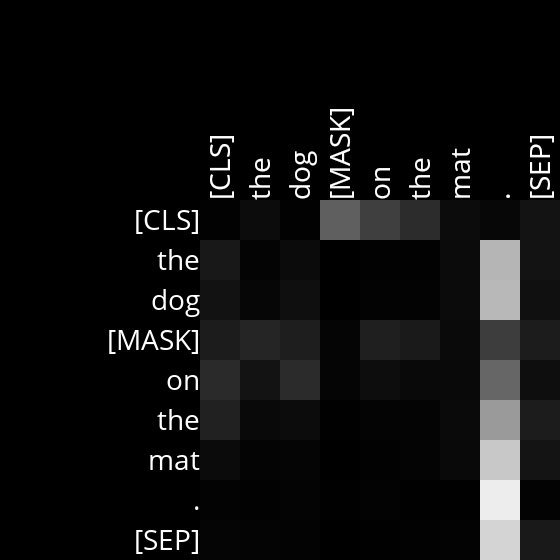 [CLS] the dog [MASK] on the mat . [SEP]
[CLS]
the
dog
[MASK]
on
the
mat
.
[SEP]